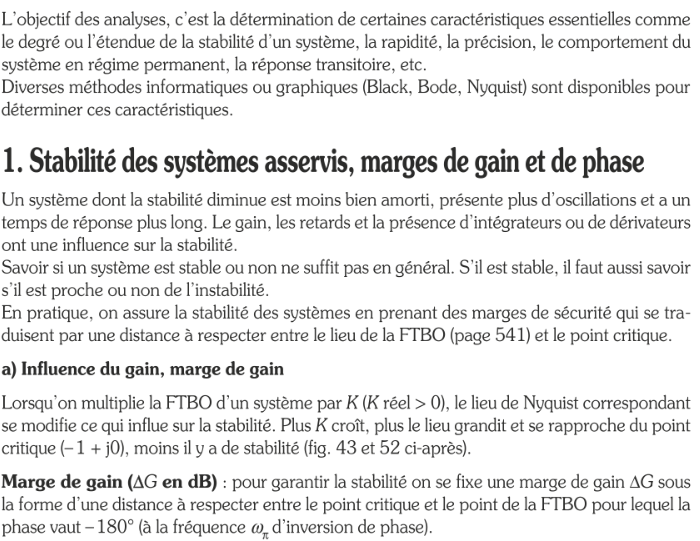 L'objectif des analyses, c'est la détermination de certaines caractéristiques essentielles comme
le degré ou l'étendue de la stabilité d'un système, la rapidité, la précision, le comportement du
système en régime permanent, la réponse transitoire, etc.
Diverses méthodes informatiques ou graphiques (Black, Bode, Nyquist) sont disponibles pour
déterminer ces caractéristiques.
1. Stabilité des systèmes asservis, marges de gain et de phase
Un système dont la stabilité diminue est moins bien amorti, présente plus d'oscillations et a un
temps de réponse plus long. Le gain, les retards et la présence d'intégrateurs ou de dérivateurs
ont une influence sur la stabilité.
Savoir si un système est stable ou non ne suffit pas en général. S'il est stable, il faut aussi savoir
s'il est proche ou non de l'instabilité.
En pratique, on assure la stabilité des systèmes en prenant des marges de sécurité qui se tra-
duisent par une distance à respecter entre le lieu de la FTBO (page 541) et le point critique.
a) Influence du gain, marge de gain
Lorsqu'on multiplie la FTBO d'un système par K (K réel > 0), le lieu de Nyquist correspondant
se modifie ce qui influe sur la stabilité. Plus K croît, plus le lieu grandit et se rapproche du point
critique (– 1 + j0), moins il y a de stabilité (fig. 43 et 52 ci-après).
Marge de gain (ΔG en dB) : pour garantir la stabilité on se fixe une marge de gain ΔG sous
la forme d'une distance à respecter entre le point critique et le point de la FTBO pour lequel la
phase vaut – 180° (à la fréquence ωπ d'inversion de phase).